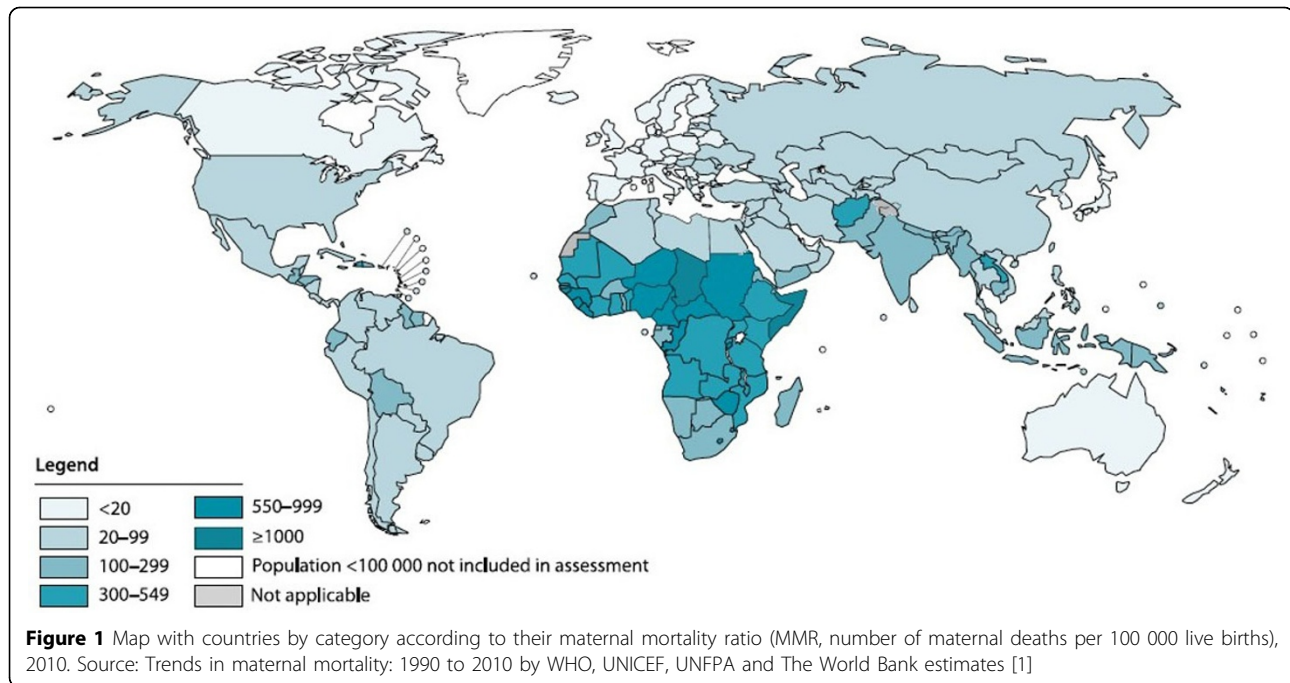 Legend
<20
20–99
100–299
300–549
550–999
≥1000
Population <100 000 not included in assessment
Not applicable
Figure 1 Map with countries by category according to their maternal mortality ratio (MMR, number of maternal deaths per 100 000 live births),
2010. Source: Trends in maternal mortality: 1990 to 2010 by WHO, UNICEF, UNFPA and The World Bank estimates [1]